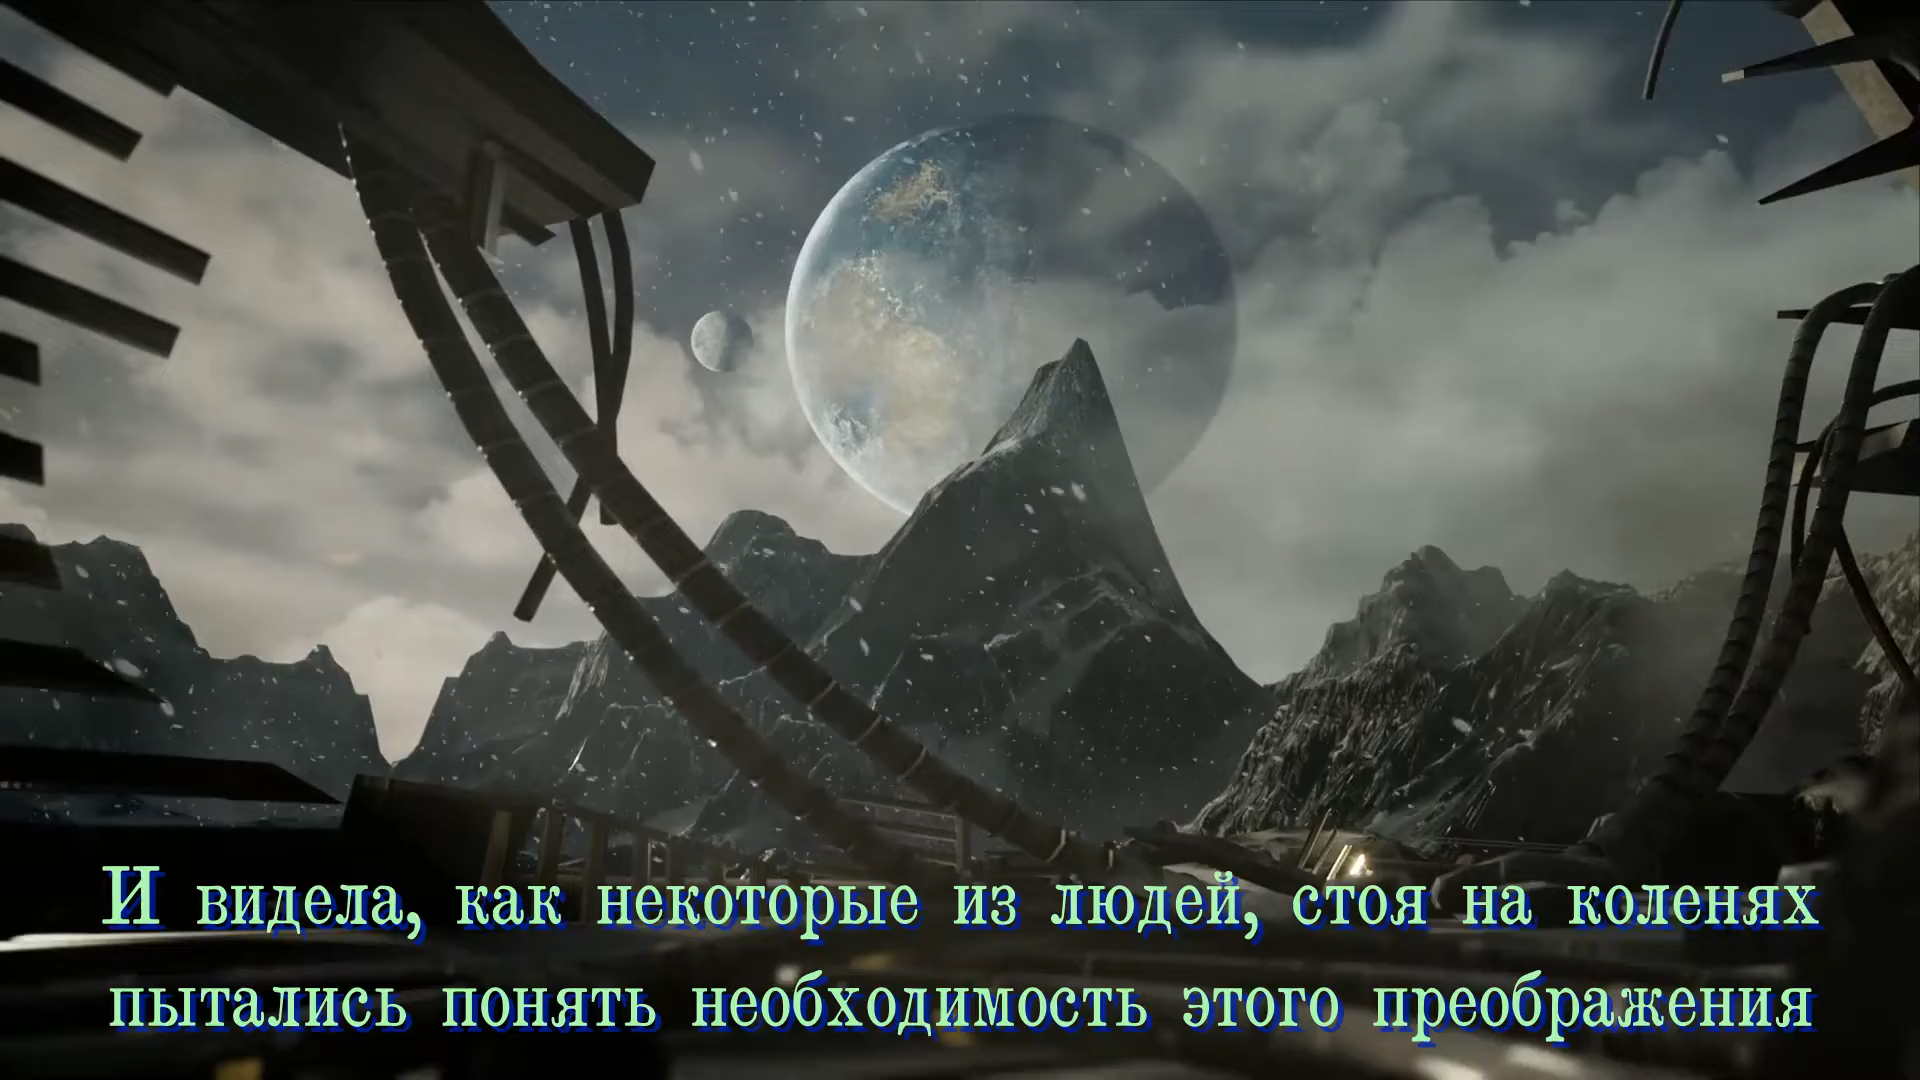 И видела, как некоторые из людей, стоя на коленях
пытались понять необходимость этого преображения